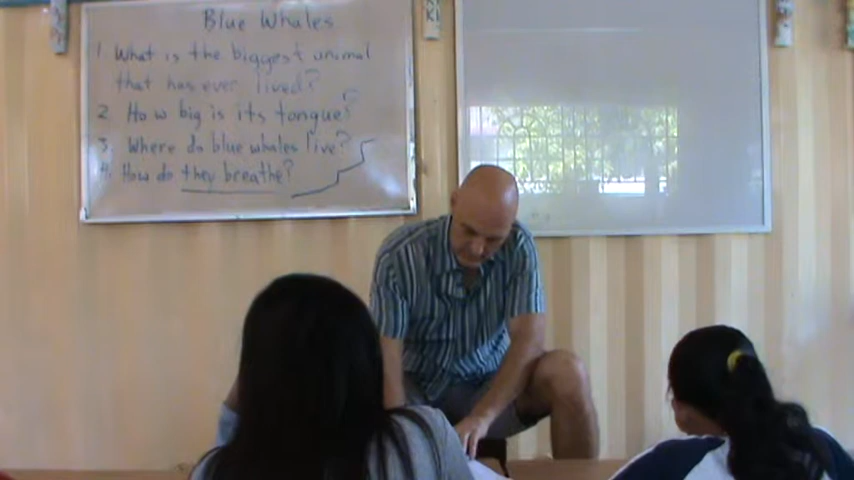 Blue Whales
1. What is the biggest animal
that has ever lived?
2. How big is its tongue?
3. Where do blue whales live?
4. How do they breathe?
KI